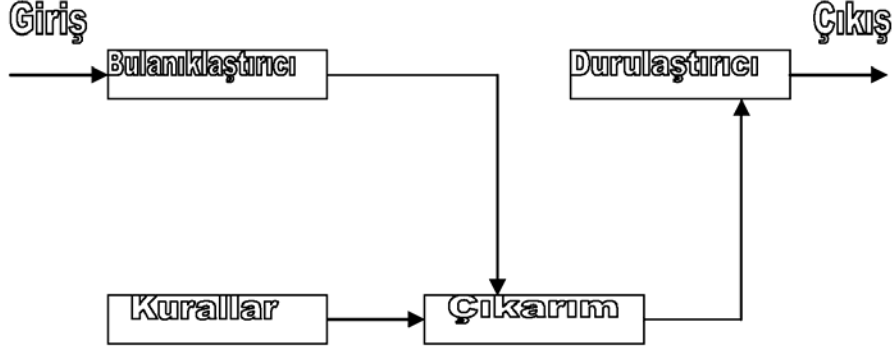 Giriş
Çıkış
Bulanıklaştırıcı
Durulaştırıcı
Kurallar
Çıkarım